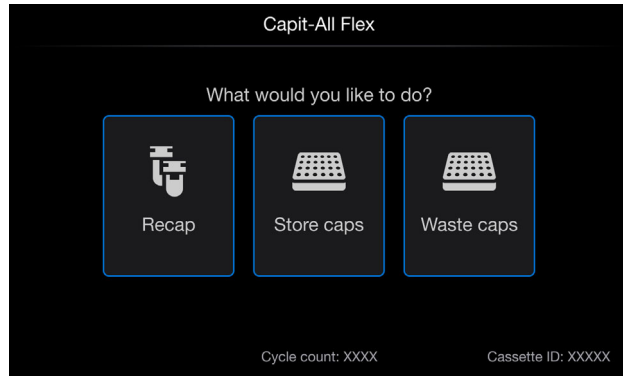 Capit-All Flex
What would you like to do?
Recap
Store caps
Waste caps
Cycle count: XXXX
Cassette ID: XXXXX